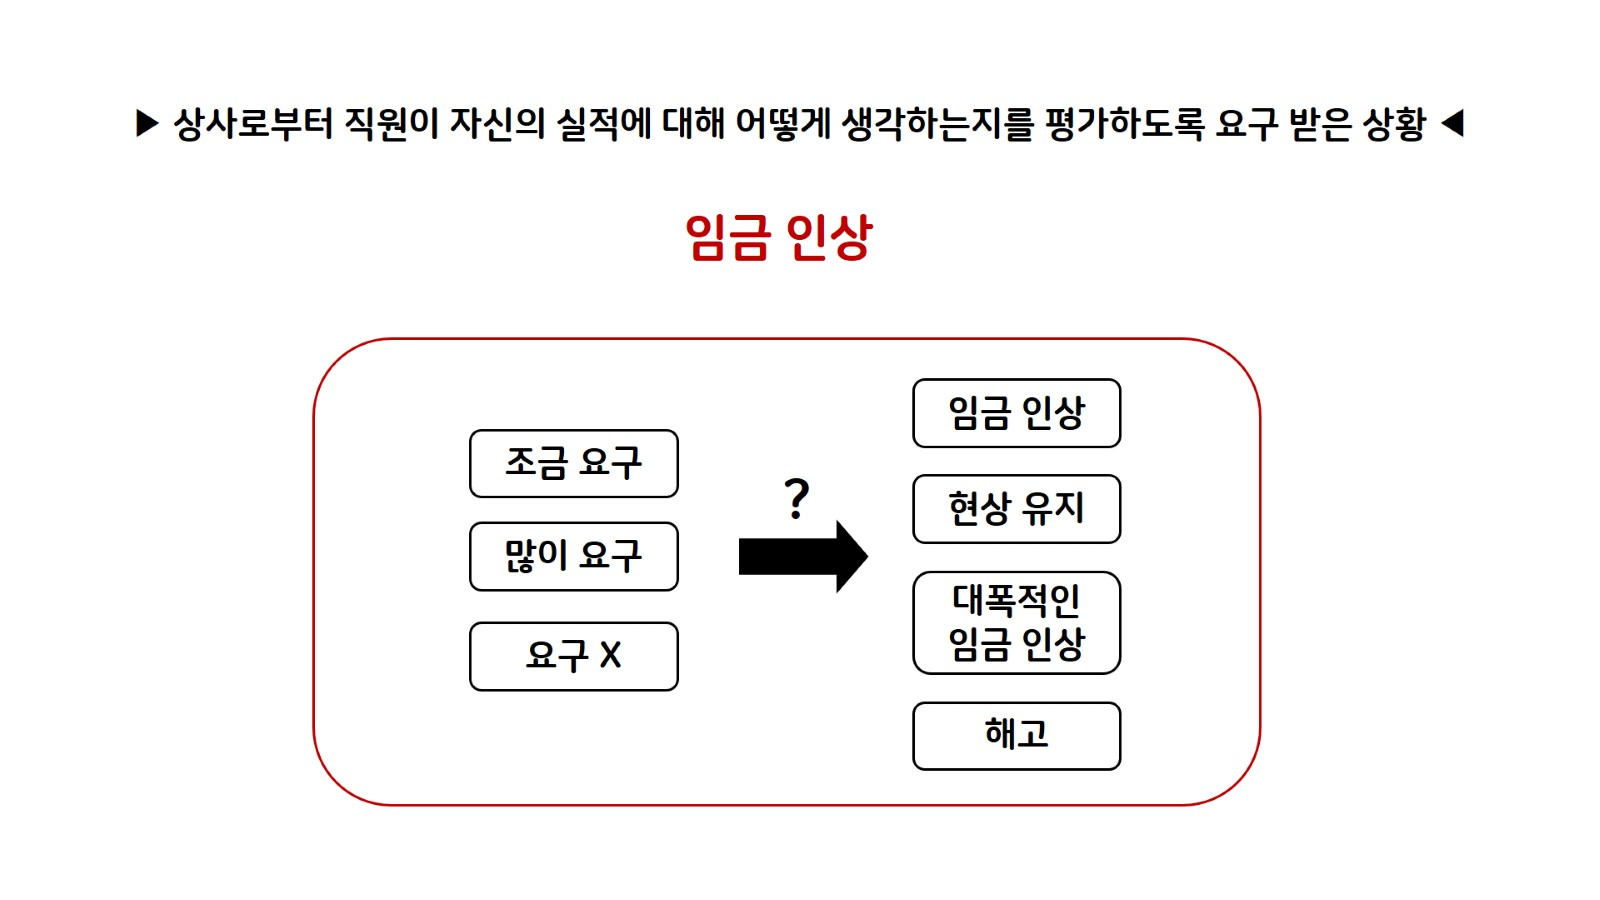 ▶ 상사로부터 직원이 자신의 실적에 대해 어떻게 생각하는지를 평가하도록 요구 받은 상황 ◀
임금 인상
조금 요구
많이 요구
요구 X
?
임금 인상
현상 유지
대폭적인
임금 인상
해고